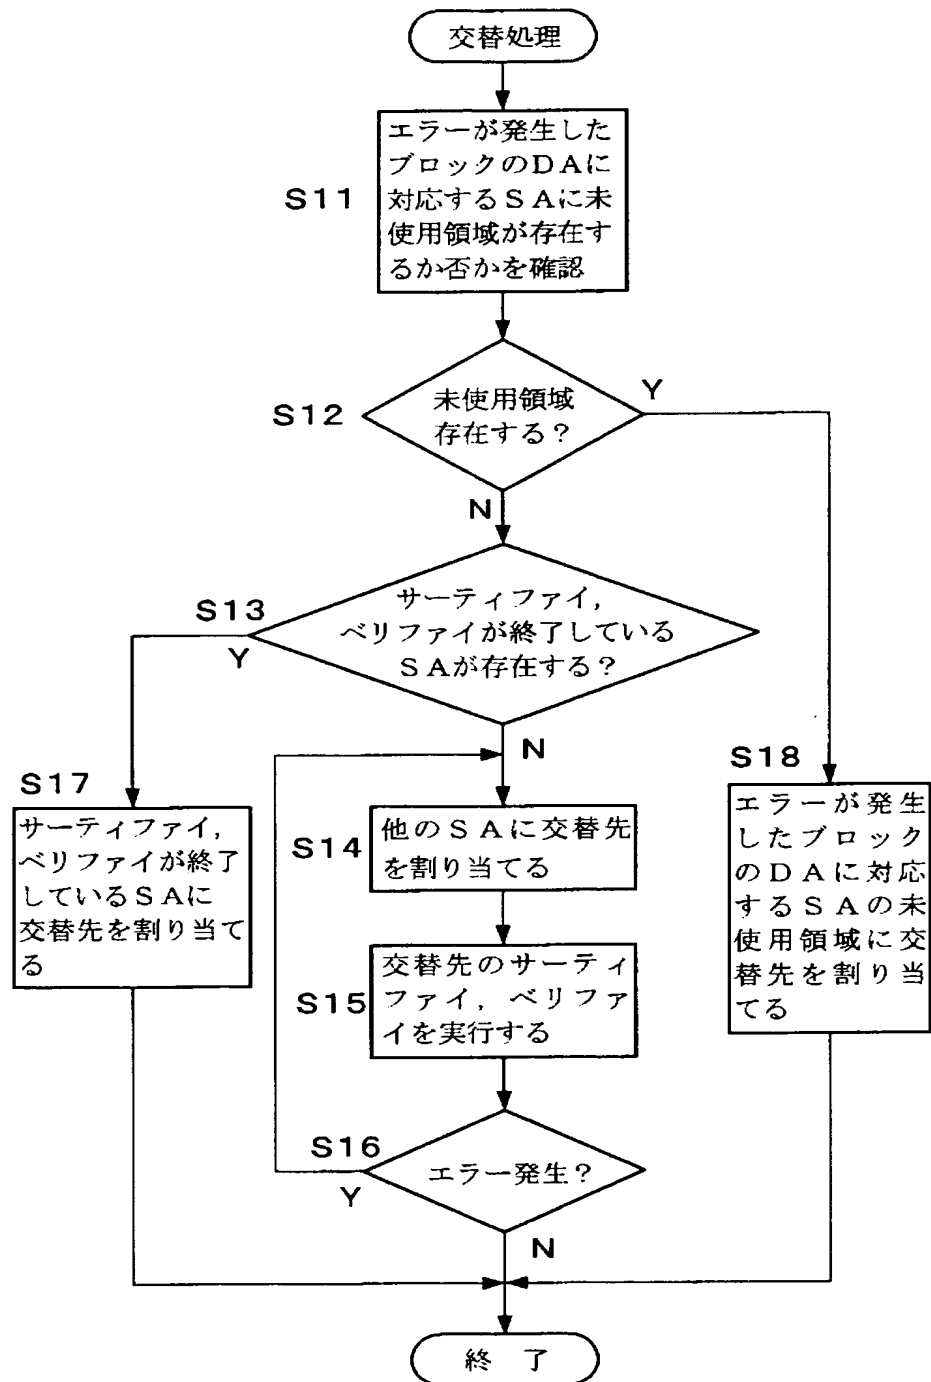 交替処理
S11
エラーが発生した
ブロックのDAに
対応するSAに未
使用領域が存在す
るか否かを確認
S12
未使用領域
存在する？
Y
N
S13
サーティファイ，
ベリファイが終了している
SAが存在する？
Y
N
S17
サーティファイ，
ベリファイが終了
しているSAに
交替先を割り当て
る
S14
他のSAに交替先
を割り当てる
S15
交替先のサーティ
ファイ，ベリファ
イを実行する
S16
エラー発生？
Y
N
S18
エラーが発生
したブロック
のDAに対応
するSAの未
使用領域に交
替先を割り当
てる
終　了